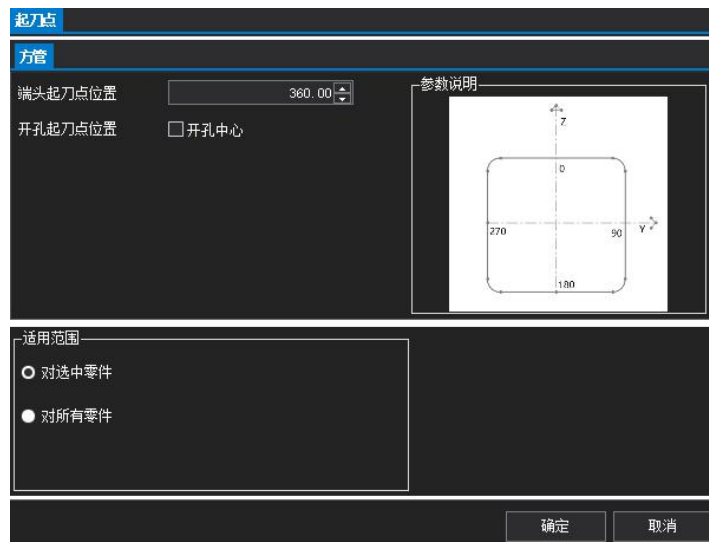 起刀点
方管
端头起刀点位置 360.00
开孔起刀点位置 开孔中心
参数说明
Z
0
270 90 Y
180
适用范围
对选中零件
对所有零件
确定 取消